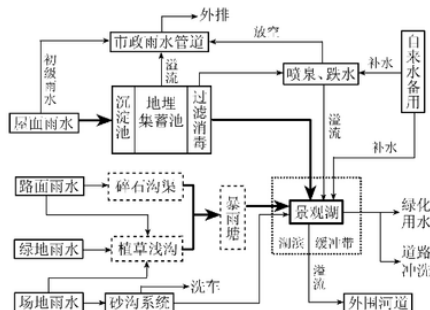 外排
市政雨水管道
放空
初级雨水
溢流
喷泉、跌水
补水
自来水备用
屋面雨水
沉淀池
地埋集蓄池
过滤消毒
溢流
补水
路面雨水
碎石沟渠
暴雨塘
景观湖
绿化用水
绿地雨水
植草浅沟
湖滨
缓冲带
道路冲洗
洗车
溢流
场地雨水
砂沟系统
外围河道